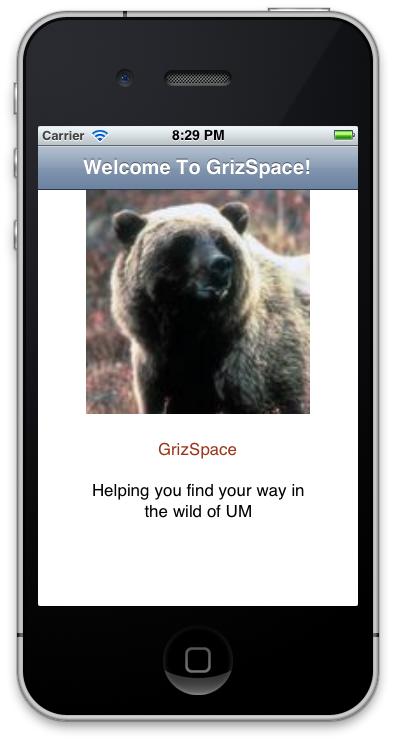 Carrier 8:29 PM
Welcome To GrizSpace!
GrizSpace
Helping you find your way in
the wild of UM